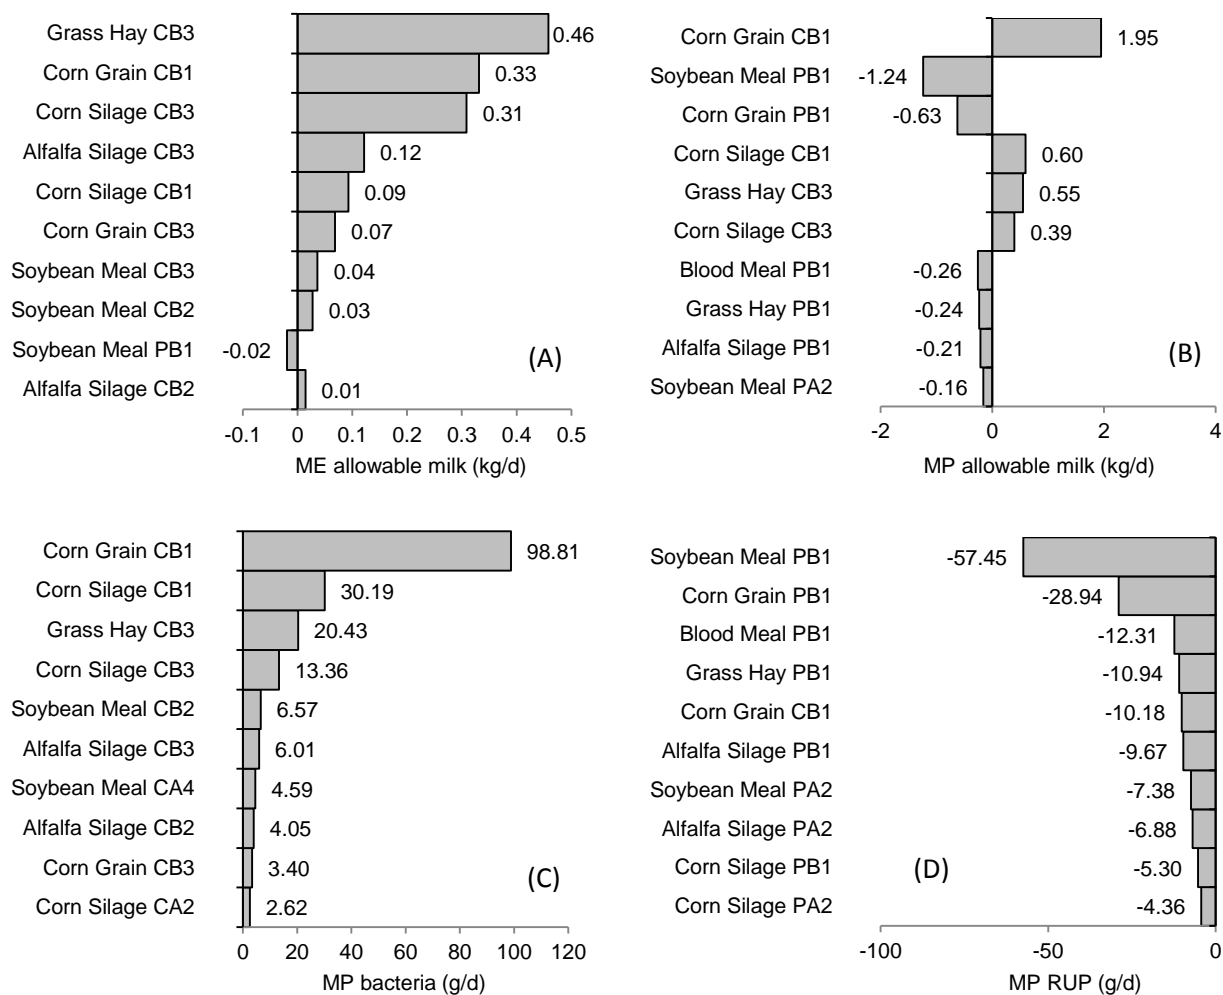 Grass Hay CB3 0.46
Corn Grain CB1 0.33
Corn Silage CB3 0.31
Alfalfa Silage CB3 0.12
Corn Silage CB1 0.09
Corn Grain CB3 0.07
Soybean Meal CB3 0.04
Soybean Meal CB2 0.03
Soybean Meal PB1 -0.02
(A)
Alfalfa Silage CB2 0.01
-0.1 0 0.1 0.2 0.3 0.4 0.5
ME allowable milk (kg/d)
Corn Grain CB1 1.95
Soybean Meal PB1 -1.24
Corn Grain PB1 -0.63
Corn Silage CB1 0.60
Grass Hay CB3 0.55
Corn Silage CB3 0.39
Blood Meal PB1 -0.26
Grass Hay PB1 -0.24
Alfalfa Silage PB1 -0.21
(B)
Soybean Meal PA2 -0.16
-2 0 2 4
MP allowable milk (kg/d)
Corn Grain CB1 98.81
Corn Silage CB1 30.19
Grass Hay CB3 20.43
Corn Silage CB3 13.36
Soybean Meal CB2 6.57
Alfalfa Silage CB3 6.01
Soybean Meal CA4 4.59
Alfalfa Silage CB2 4.05
Corn Grain CB3 3.40
(C)
Corn Silage CA2 2.62
0 20 40 60 80 100 120
MP bacteria (g/d)
Soybean Meal PB1 -57.45
Corn Grain PB1 -28.94
Blood Meal PB1 -12.31
Grass Hay PB1 -10.94
Corn Grain CB1 -10.18
Alfalfa Silage PB1 -9.67
Soybean Meal PA2 -7.38
Alfalfa Silage PA2 -6.88
Corn Silage PB1 -5.30
(D)
Corn Silage PA2 -4.36
-100 -50 0
MP RUP (g/d)